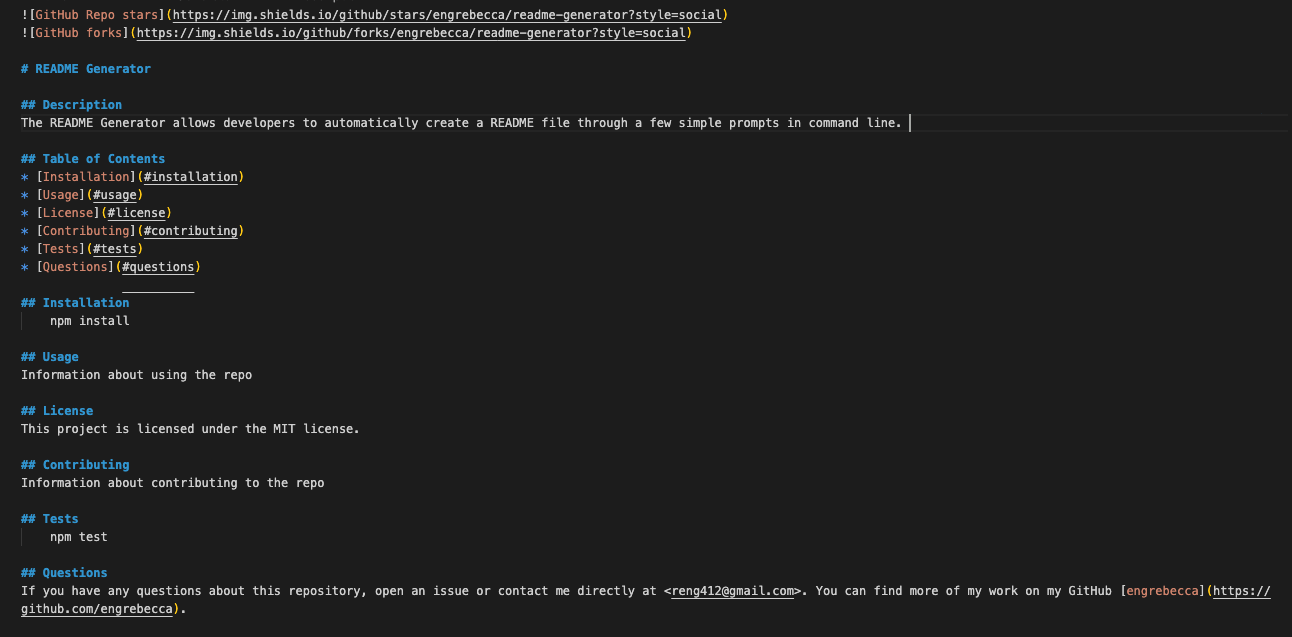 ![GitHub Repo stars](https://img.shields.io/github/stars/engrebecca/readme-generator?style=social)
![GitHub forks](https://img.shields.io/github/forks/engrebecca/readme-generator?style=social)
# README Generator
## Description
The README Generator allows developers to automatically create a README file through a few simple prompts in command line.
## Table of Contents
* [Installation](#installation)
* [Usage](#usage)
* [License](#license)
* [Contributing](#contributing)
* [Tests](#tests)
* [Questions](#questions)
## Installation
npm install
## Usage
Information about using the repo
## License
This project is licensed under the MIT license.
## Contributing
Information about contributing to the repo
## Tests
npm test
## Questions
If you have any questions about this repository, open an issue or contact me directly at <reng412@gmail.com>. You can find more of my work on my GitHub [engrebecca](https://
github.com/engrebecca).